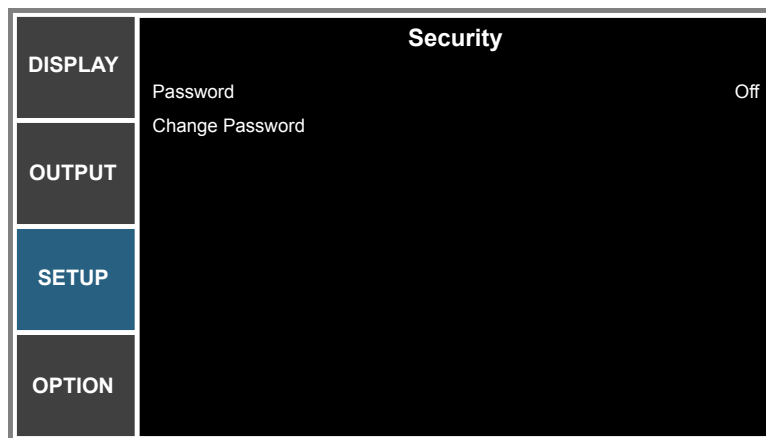 DISPLAY
OUTPUT
SETUP
OPTION
Security
Password Off
Change Password